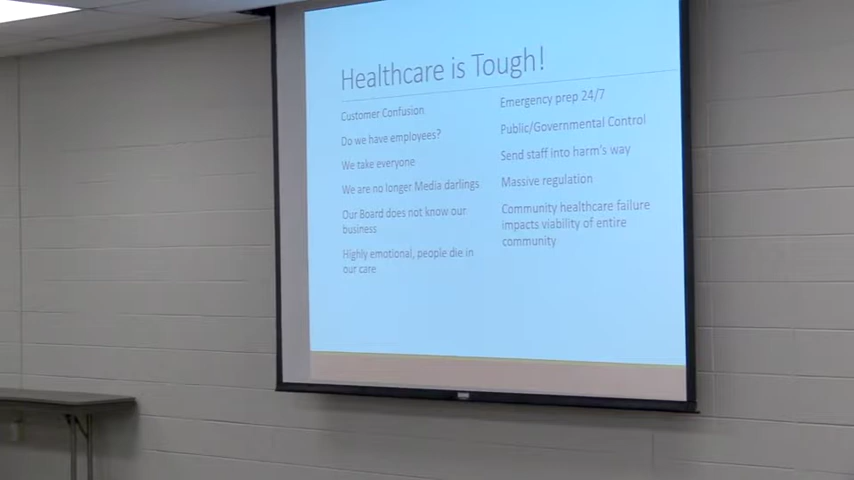 Healthcare is Tough!
Customer Confusion
Do we have employees?
We take everyone
We are no longer Media darlings
Our Board does not know our
business
Highly emotional, people die in
our care
Emergency prep 24/7
Public/Governmental Control
Send staff into harm's way
Massive regulation
Community healthcare failure
impacts viability of entire
community